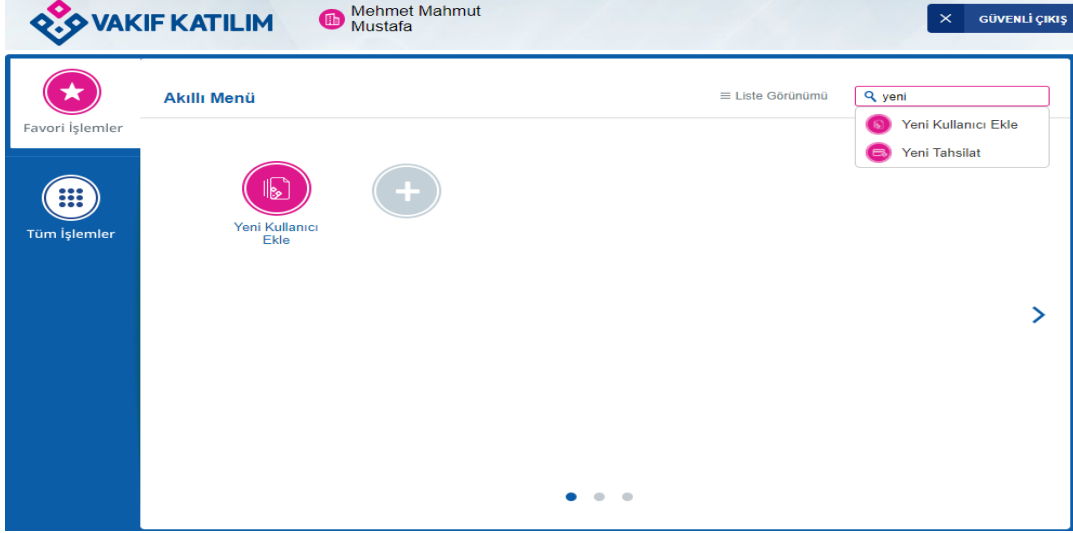 VAKIF KATILIM
Mehmet Mahmut
Mustafa
GÜVENLİ ÇIKIŞ
Favori İşlemler
Tüm İşlemler
Akıllı Menü
Liste Görünümü
yeni
Yeni Kullanıcı Ekle
Yeni Tahsilat
Yeni Kullanıcı
Ekle